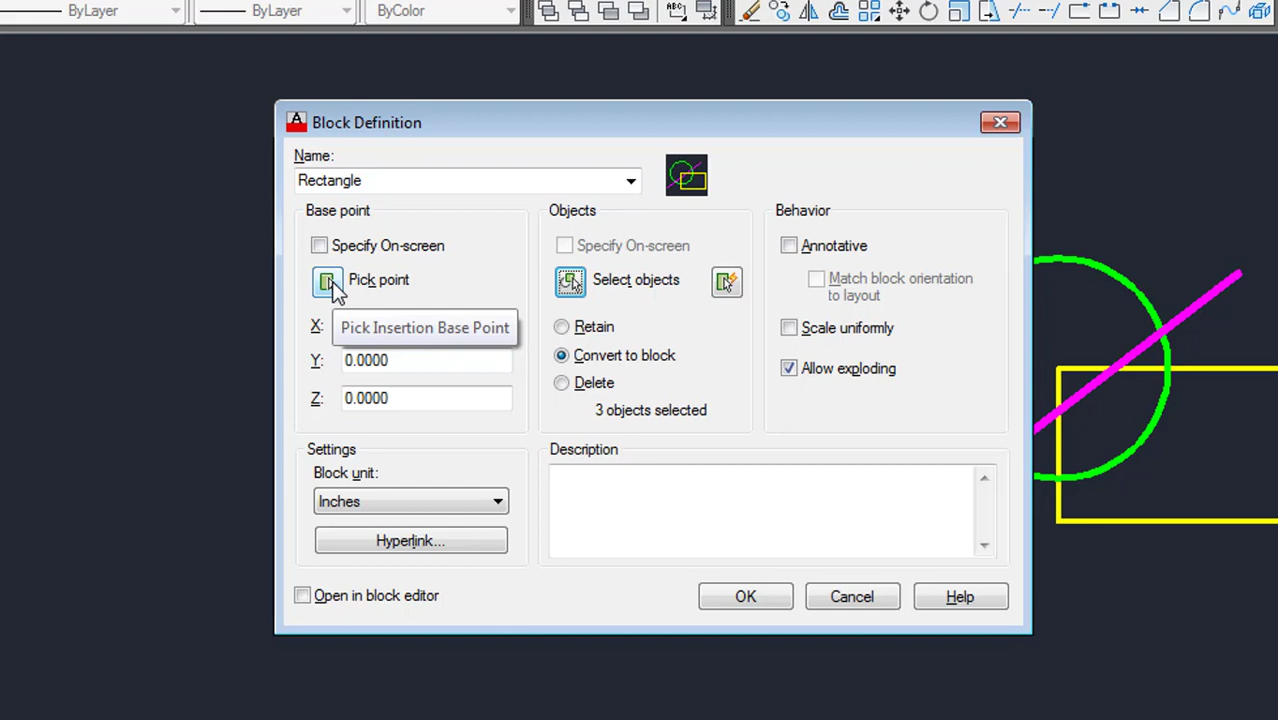 ByLayer ByLayer ByColor ABC
A Block Definition
Name:
Rectangle
Base point Objects Behavior
Specify On-screen Specify On-screen Annotative
Pick point Select objects Match block orientation
to layout
X: Pick Insertion Base Point Retain Scale uniformly
Y: 0.0000 Convert to block Allow exploding
Z: 0.0000 Delete
3 objects selected
Settings Description
Block unit:
Inches
Hyperlink...
Open in block editor OK Cancel Help